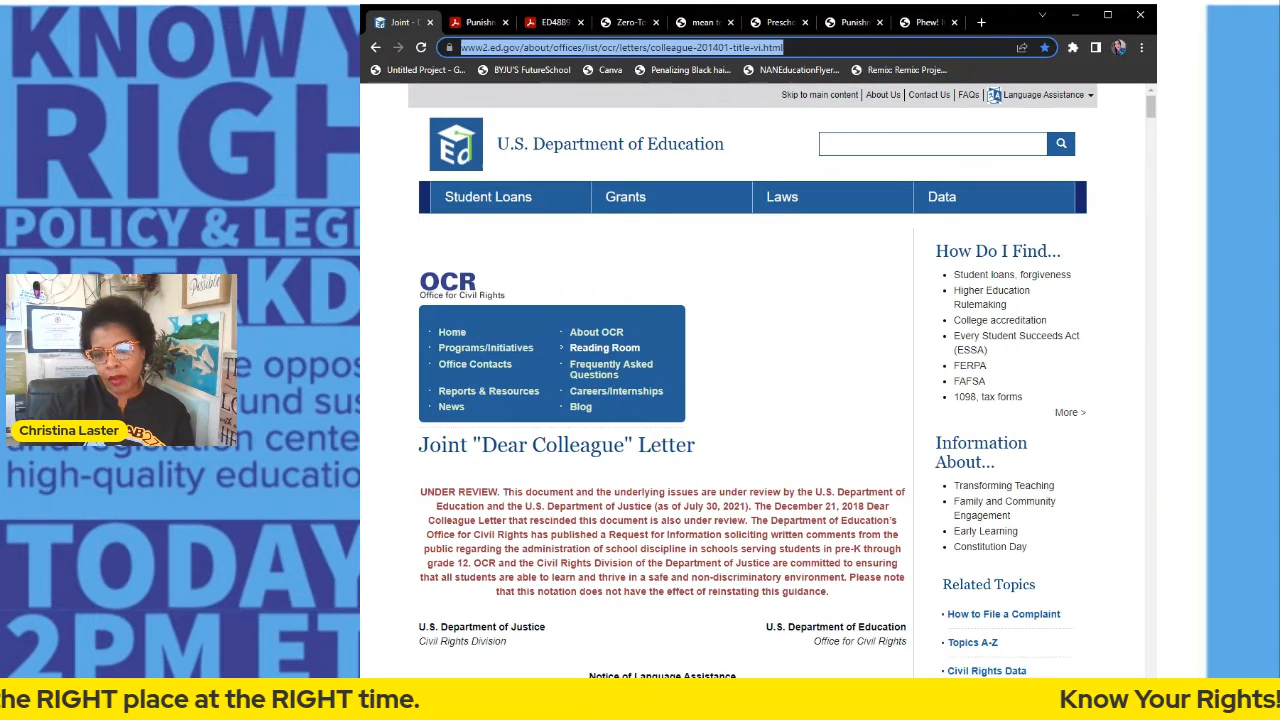 KNOW Y
RIGH
POLICY & LEGI
BREAKD
e oppos
und sus
and legislation cente
high-quality educatio
TODAY
2PM ET
Possible
Christina Laster
Joint - D
Punishm
ED4889
Zero-To
mean te
Prescho
Punishm
Phew! I
www2.ed.gov/about/offices/list/ocr/letters/colleague-201401-title-vi.html
Untitled Project - G...
BYJU'S FutureSchool
Canva
Penalizing Black hai...
NANEducationFlyer...
Remix: Remix Proje...
Skip to main content | About Us | Contact Us | FAQs | Language Assistance
Ed
U.S. Department of Education
Student Loans
Grants
Laws
Data
OCR
Office for Civil Rights
Home
About OCR
Programs/Initiatives
Reading Room
Office Contacts
Frequently Asked
Questions
Reports & Resources
Careers/Internships
News
Blog
Joint "Dear Colleague" Letter
UNDER REVIEW. This document and the underlying issues are under review by the U.S. Department of
Education and the U.S. Department of Justice (as of July 30, 2021). The December 21, 2018 Dear
Colleague Letter that rescinded this document is also under review. The Department of Education's
Office for Civil Rights has published a Request for Information soliciting written comments from the
public regarding the administration of school discipline in schools serving students in pre-K through
grade 12. OCR and the Civil Rights Division of the Department of Justice are committed to ensuring
that all students are able to learn and thrive in a safe and non-discriminatory environment. Please note
that this notation does not have the effect of reinstating this guidance.
U.S. Department of Justice
Civil Rights Division
U.S. Department of Education
Office for Civil Rights
Notice of Language Assistance
How Do I Find...
Student loans, forgiveness
Higher Education
Rulemaking
College accreditation
Every Student Succeeds Act
(ESSA)
FERPA
FAFSA
1098, tax forms
More >
Information
About...
Transforming Teaching
Family and Community
Engagement
Early Learning
Constitution Day
Related Topics
How to File a Complaint
Topics A-Z
Civil Rights Data
the RIGHT place at the RIGHT time.
Know Your Rights!